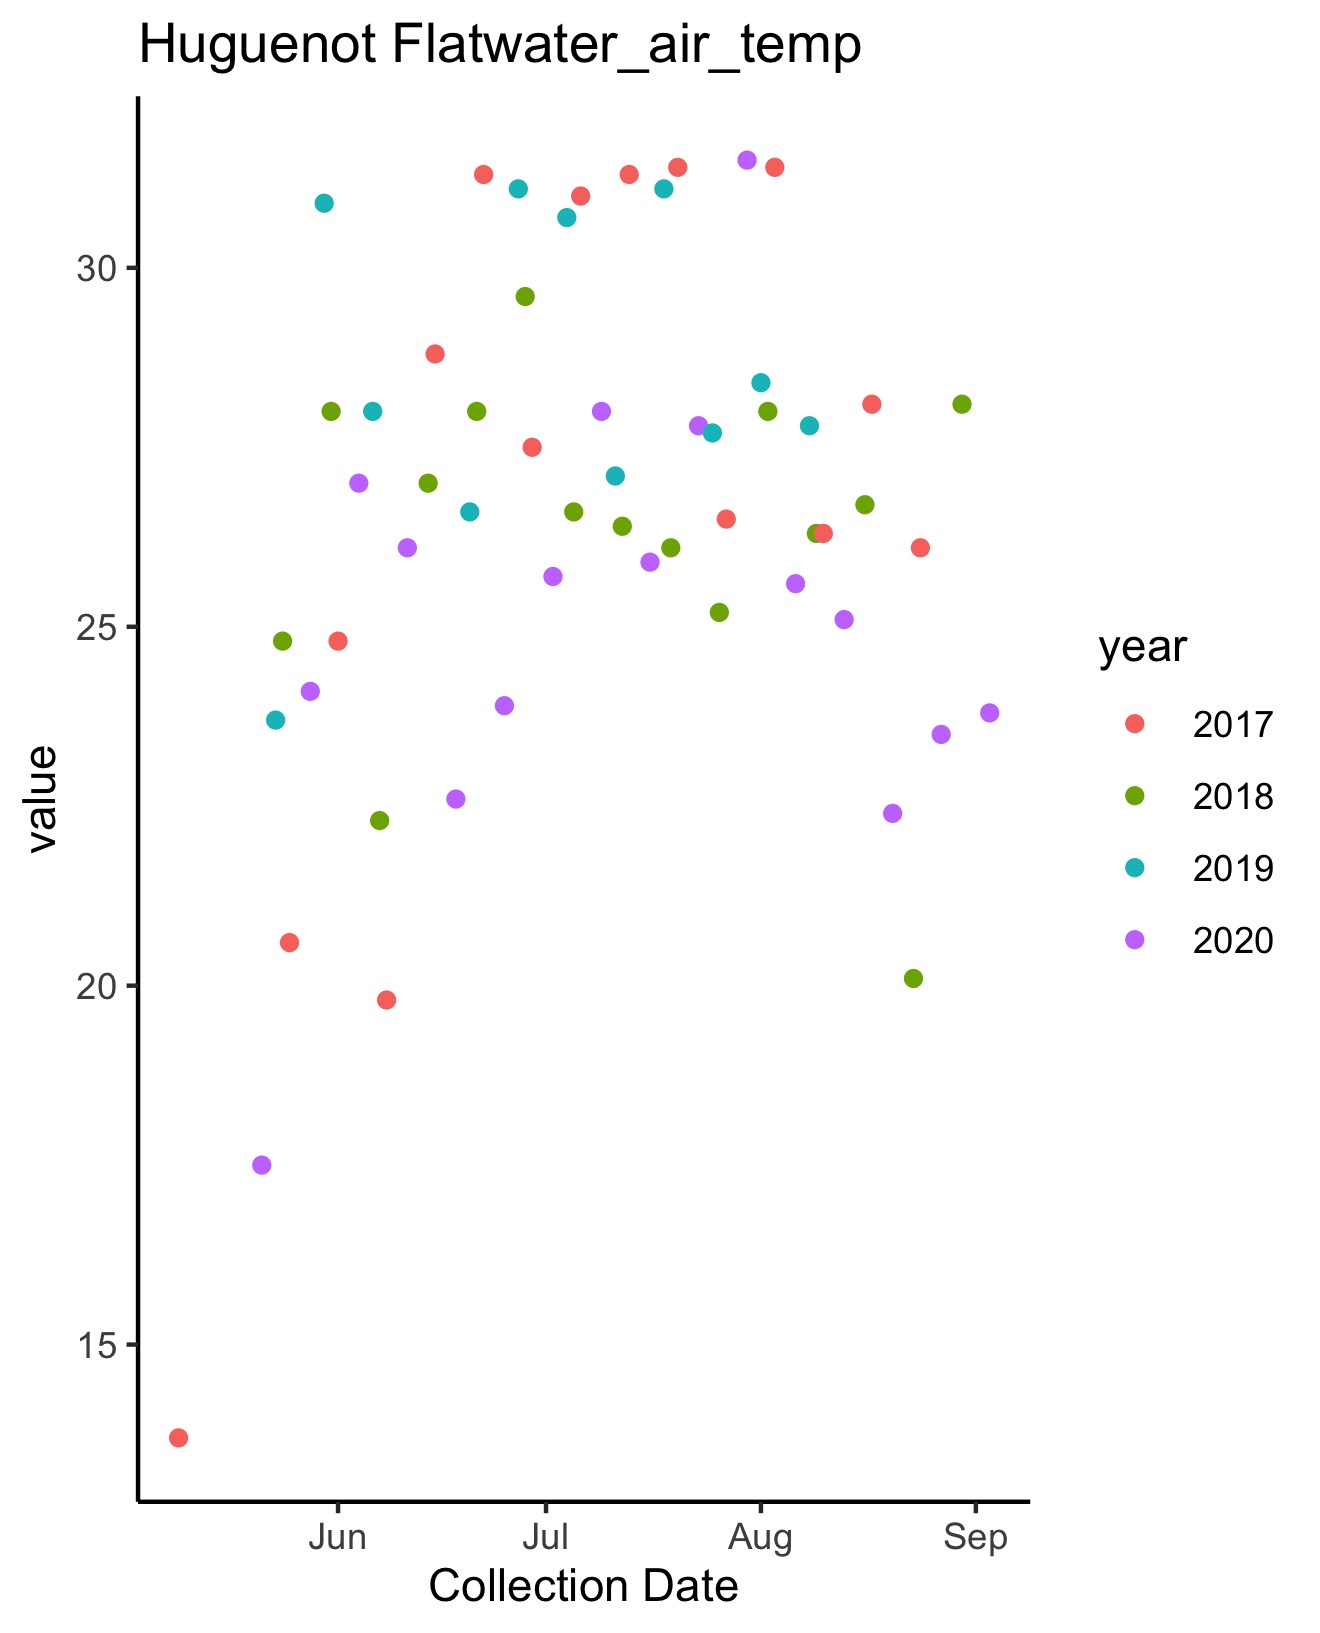 Huguenot Flatwater_air_temp
30
25
20
15
value
Jun Jul Aug Sep
Collection Date
year
2017
2018
2019
2020